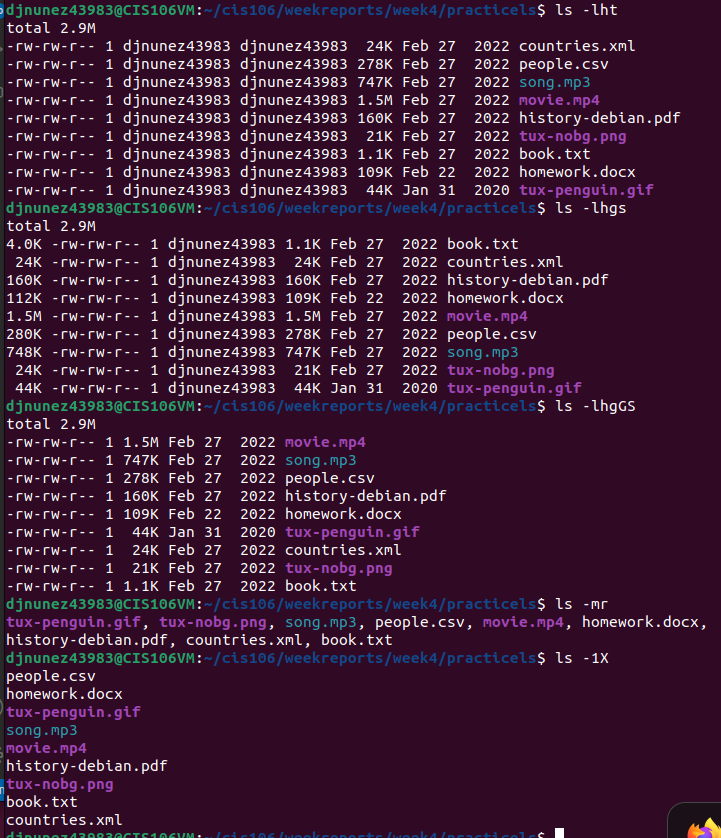 djnunez43983@CIS106VM:~/cis106/weekreports/week4/practicels$ ls -lht
total 2.9M
-rw-rw-r-- 1 djnunez43983 djnunez43983  24K Feb 27  2022 countries.xml
-rw-rw-r-- 1 djnunez43983 djnunez43983 278K Feb 27  2022 people.csv
-rw-rw-r-- 1 djnunez43983 djnunez43983 747K Feb 27  2022 song.mp3
-rw-rw-r-- 1 djnunez43983 djnunez43983 1.5M Feb 27  2022 movie.mp4
-rw-rw-r-- 1 djnunez43983 djnunez43983 160K Feb 27  2022 history-debian.pdf
-rw-rw-r-- 1 djnunez43983 djnunez43983  21K Feb 27  2022 tux-nobg.png
-rw-rw-r-- 1 djnunez43983 djnunez43983 1.1K Feb 27  2022 book.txt
-rw-rw-r-- 1 djnunez43983 djnunez43983 109K Feb 22  2022 homework.docx
-rw-rw-r-- 1 djnunez43983 djnunez43983  44K Jan 31  2020 tux-penguin.gif
djnunez43983@CIS106VM:~/cis106/weekreports/week4/practicels$ ls -lhgs
total 2.9M
4.0K -rw-rw-r-- 1 djnunez43983 1.1K Feb 27  2022 book.txt
 24K -rw-rw-r-- 1 djnunez43983  24K Feb 27  2022 countries.xml
160K -rw-rw-r-- 1 djnunez43983 160K Feb 27  2022 history-debian.pdf
112K -rw-rw-r-- 1 djnunez43983 109K Feb 22  2022 homework.docx
1.5M -rw-rw-r-- 1 djnunez43983 1.5M Feb 27  2022 movie.mp4
280K -rw-rw-r-- 1 djnunez43983 278K Feb 27  2022 people.csv
748K -rw-rw-r-- 1 djnunez43983 747K Feb 27  2022 song.mp3
 24K -rw-rw-r-- 1 djnunez43983  21K Feb 27  2022 tux-nobg.png
 44K -rw-rw-r-- 1 djnunez43983  44K Jan 31  2020 tux-penguin.gif
djnunez43983@CIS106VM:~/cis106/weekreports/week4/practicels$ ls -lhgGS
total 2.9M
-rw-rw-r-- 1 1.5M Feb 27  2022 movie.mp4
-rw-rw-r-- 1 747K Feb 27  2022 song.mp3
-rw-rw-r-- 1 278K Feb 27  2022 people.csv
-rw-rw-r-- 1 160K Feb 27  2022 history-debian.pdf
-rw-rw-r-- 1 109K Feb 22  2022 homework.docx
-rw-rw-r-- 1  44K Jan 31  2020 tux-penguin.gif
-rw-rw-r-- 1  24K Feb 27  2022 countries.xml
-rw-rw-r-- 1  21K Feb 27  2022 tux-nobg.png
-rw-rw-r-- 1 1.1K Feb 27  2022 book.txt
djnunez43983@CIS106VM:~/cis106/weekreports/week4/practicels$ ls -mr
tux-penguin.gif, tux-nobg.png, song.mp3, people.csv, movie.mp4, homework.docx,
history-debian.pdf, countries.xml, book.txt
djnunez43983@CIS106VM:~/cis106/weekreports/week4/practicels$ ls -1X
people.csv
homework.docx
tux-penguin.gif
song.mp3
movie.mp4
history-debian.pdf
tux-nobg.png
book.txt
countries.xml
djnunez43983@CIS106VM:~/cis106/weekreports/week4/practicels$